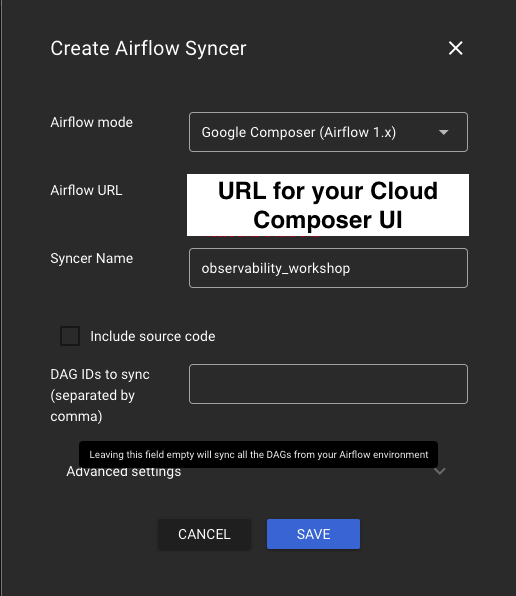 Create Airflow Syncer
Airflow mode
Google Composer (Airflow 1.x)
Airflow URL
URL for your Cloud
Composer UI
Syncer Name
observability_workshop
Include source code
DAG IDs to sync
(separated by
comma)
Leaving this field empty will sync all the DAGs from your Airflow environment
Advanced settings
CANCEL
SAVE